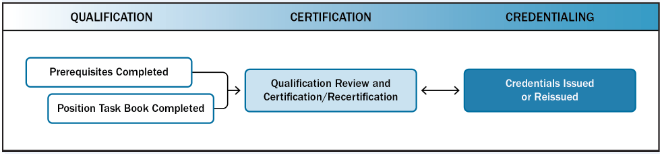 QUALIFICATION
CERTIFICATION
CREDENTIALING
Prerequisites Completed
Position Task Book Completed
Qualification Review and
Certification/Recertification
Credentials Issued
or Reissued